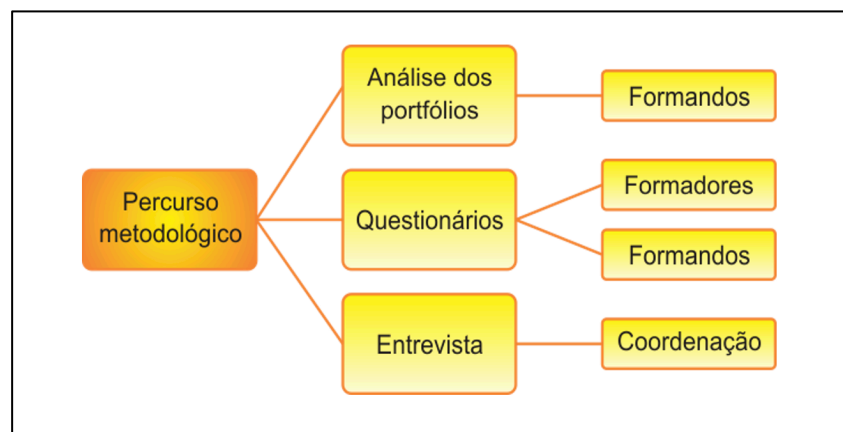 Percurso
metodológico
Análise dos
portfólios
Formandos
Questionários
Formadores
Formandos
Entrevista
Coordenação